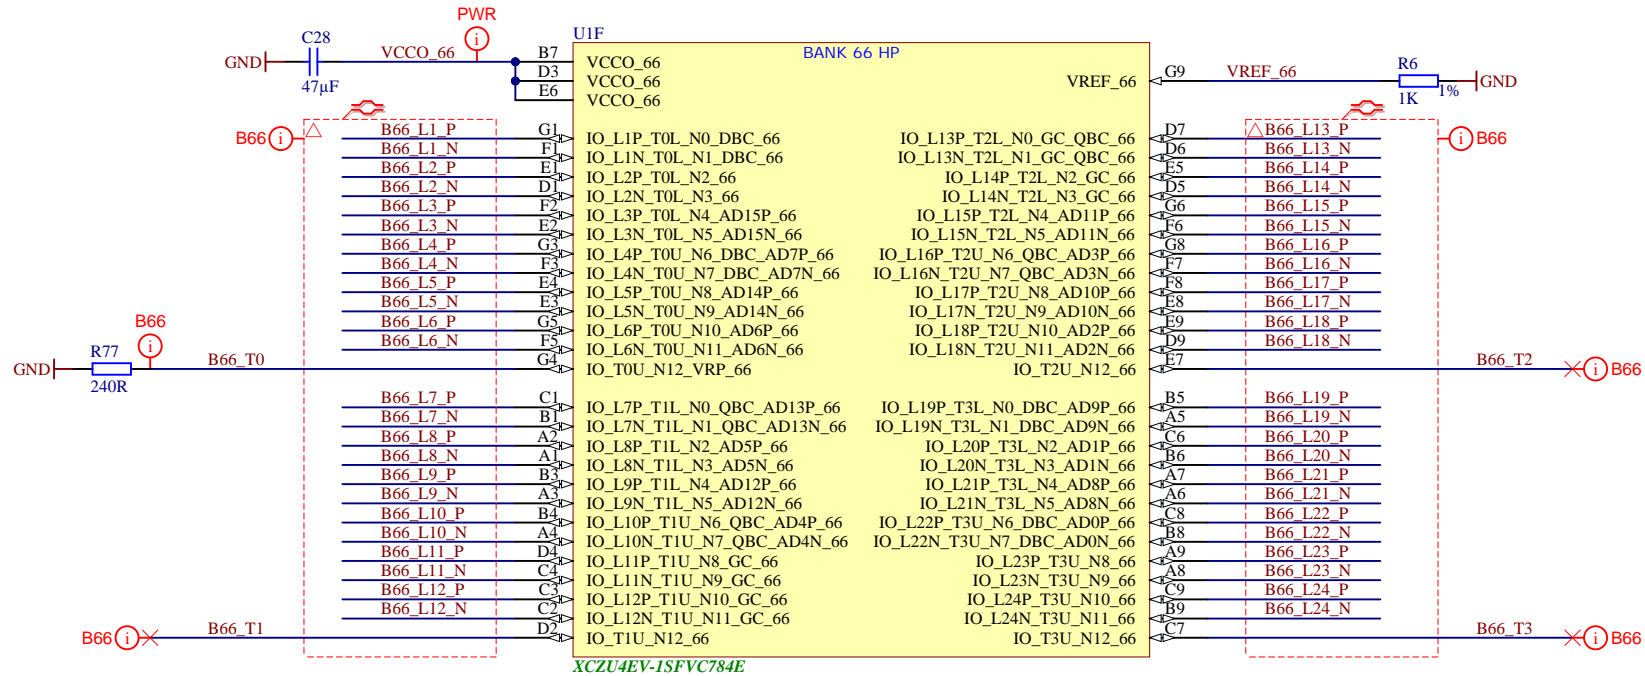 PWR
i
U1F
C28
GND
VCCO_66
47µF
BANK 66 HP
B7 VCCO_66
D3 VCCO_66
E6 VCCO_66
VREF_66 G9 VREF_66
R6
1K
1%
GND
B66 i
i B66
B66_L1_P G1 IO_L1P_T0L_N0_DBC_66 IO_L13P_T2L_N0_GC_QBC_66 D7 B66_L13_P
B66_L1_N F1 IO_L1N_T0L_N1_DBC_66 IO_L13N_T2L_N1_GC_QBC_66 D6 B66_L13_N
B66_L2_P E1 IO_L2P_T0L_N2_66 IO_L14P_T2L_N2_GC_66 E5 B66_L14_P
B66_L2_N D1 IO_L2N_T0L_N3_66 IO_L14N_T2L_N3_GC_66 D5 B66_L14_N
B66_L3_P F2 IO_L3P_T0L_N4_AD15P_66 IO_L15P_T2L_N4_AD11P_66 G6 B66_L15_P
B66_L3_N E2 IO_L3N_T0L_N5_AD15N_66 IO_L15N_T2L_N5_AD11N_66 F6 B66_L15_N
B66_L4_P G3 IO_L4P_T0U_N6_DBC_AD7P_66 IO_L16P_T2U_N6_QBC_AD3P_66 G8 B66_L16_P
B66_L4_N F3 IO_L4N_T0U_N7_DBC_AD7N_66 IO_L16N_T2U_N7_QBC_AD3N_66 F7 B66_L16_N
B66_L5_P E4 IO_L5P_T0U_N8_AD14P_66 IO_L17P_T2U_N8_AD10P_66 F8 B66_L17_P
B66_L5_N E3 IO_L5N_T0U_N9_AD14N_66 IO_L17N_T2U_N9_AD10N_66 E8 B66_L17_N
B66_L6_P G5 IO_L6P_T0U_N10_AD6P_66 IO_L18P_T2U_N10_AD2P_66 E9 B66_L18_P
B66_L6_N F5 IO_L6N_T0U_N11_AD6N_66 IO_L18N_T2U_N11_AD2N_66 D9 B66_L18_N
B66
i
R77
GND
240R
B66_T0 G4 IO_T0U_N12_VRP_66 IO_T2U_N12_66 E7 B66_T2 i B66
B66_L7_P C1 IO_L7P_T1L_N0_QBC_AD13P_66 IO_L19P_T3L_N0_DBC_AD9P_66 B5 B66_L19_P
B66_L7_N B1 IO_L7N_T1L_N1_QBC_AD13N_66 IO_L19N_T3L_N1_DBC_AD9N_66 A5 B66_L19_N
B66_L8_P A2 IO_L8P_T1L_N2_AD5P_66 IO_L20P_T3L_N2_AD1P_66 C6 B66_L20_P
B66_L8_N A1 IO_L8N_T1L_N3_AD5N_66 IO_L20N_T3L_N3_AD1N_66 B6 B66_L20_N
B66_L9_P B3 IO_L9P_T1L_N4_AD12P_66 IO_L21P_T3L_N4_AD8P_66 A7 B66_L21_P
B66_L9_N A3 IO_L9N_T1L_N5_AD12N_66 IO_L21N_T3L_N5_AD8N_66 A6 B66_L21_N
B66_L10_P B4 IO_L10P_T1U_N6_QBC_AD4P_66 IO_L22P_T3U_N6_DBC_AD0P_66 C8 B66_L22_P
B66_L10_N A4 IO_L10N_T1U_N7_QBC_AD4N_66 IO_L22N_T3U_N7_DBC_AD0N_66 B8 B66_L22_N
B66_L11_P D4 IO_L11P_T1U_N8_GC_66 IO_L23P_T3U_N8_66 A9 B66_L23_P
B66_L11_N C4 IO_L11N_T1U_N9_GC_66 IO_L23N_T3U_N9_66 A8 B66_L23_N
B66_L12_P C3 IO_L12P_T1U_N10_GC_66 IO_L24P_T3U_N10_66 C9 B66_L24_P
B66_L12_N C2 IO_L12N_T1U_N11_GC_66 IO_L24N_T3U_N11_66 B9 B66_L24_N
B66 i B66_T1 D2 IO_T1U_N12_66 IO_T3U_N12_66 C7 B66_T3 i B66
XCZU4EV-1SFVC784E